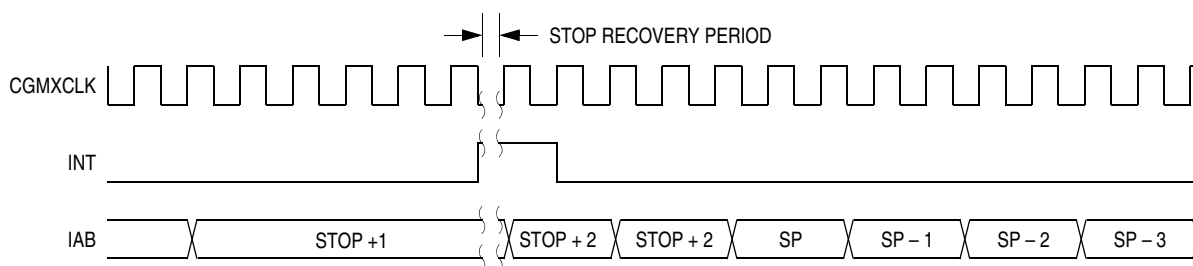 STOP RECOVERY PERIOD
CGMXCLK
INT
IAB
STOP +1
STOP + 2
STOP + 2
SP
SP – 1
SP – 2
SP – 3